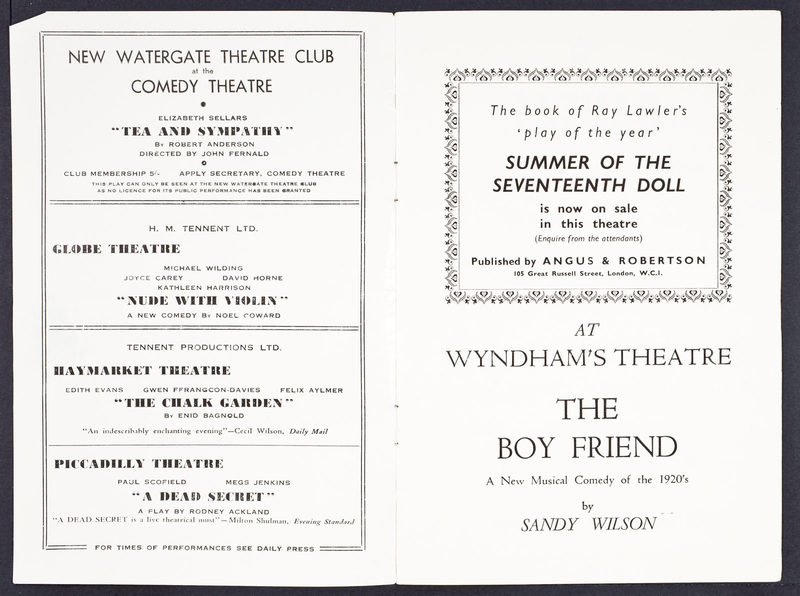 NEW WATERGATE THEATRE CLUB
at the
COMEDY THEATRE
ELIZABETH SELLARS
"TEA AND SYMPATHY"
By ROBERT ANDERSON
DIRECTED BY JOHN FERNALD
CLUB MEMBERSHIP 5/- APPLY SECRETARY, COMEDY THEATRE
THIS PLAY CAN ONLY BE SEEN AT THE NEW WATERGATE THEATRE CLUB
AS NO LICENCE FOR ITS PUBLIC PERFORMANCE HAS BEEN GRANTED
H. M. TENNENT LTD.
GLOBE THEATRE
MICHAEL WILDING
JOYCE CAREY DAVID HORNE
KATHLEEN HARRISON
"NUDE WITH VIOLIN"
A NEW COMEDY By NOEL COWARD
TENNENT PRODUCTIONS LTD.
HAYMARKET THEATRE
EDITH EVANS GWEN FFRANGCON-DAVIES FELIX AYLMER
"THE CHALK GARDEN"
By ENID BAGNOLD
"An indescribably enchanting evening"—Cecil Wilson, Daily Mail
PICCADILLY THEATRE
PAUL SCOFIELD MEGS JENKINS
"A DEAD SECRET"
A PLAY BY RODNEY ACKLAND
"A DEAD SECRET is a live theatrical must"—Milton Shulman, Evening Standard
FOR TIMES OF PERFORMANCES SEE DAILY PRESS
The book of Ray Lawler's
'play of the year'
SUMMER OF THE
SEVENTEENTH DOLL
is now on sale
in this theatre
(Enquire from the attendants)
Published by ANGUS & ROBERTSON
105 Great Russell Street, London, W.C.1.
AT
WYNDHAM'S THEATRE
THE
BOY FRIEND
A New Musical Comedy of the 1920's
by
SANDY WILSON